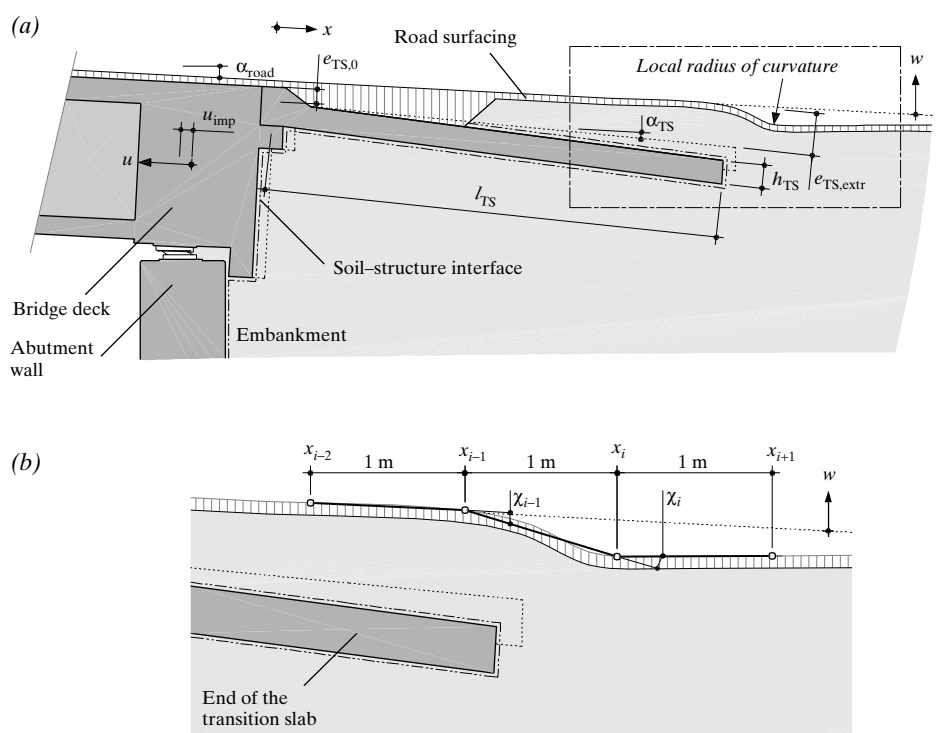 (a)
x
Road surfacing
e_TS,0
α_road
Local radius of curvature
w
u_imp
α_TS
u
h_TS
e_TS,extr
l_TS
Soil–structure interface
Bridge deck
Embankment
Abutment
wall
(b)
x_i–2
x_i–1
x_i
x_i+1
1 m
1 m
1 m
w
χ_i–1
χ_i
End of the
transition slab